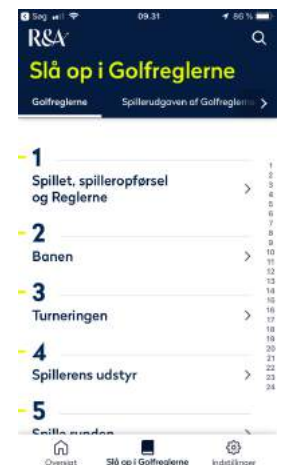 Søg 09.31 86 %
R&A
Slå op i Golfreglerne
Golfreglerne Spillerudgaven af Golfreglerne
1
Spillet, spilleropførsel
og Reglerne
2
Banen
3
Turneringen
4
Spillerens udstyr
5
Spille runden
1
2
3
4
5
6
7
8
9
10
11
12
13
14
15
16
17
18
19
20
21
22
23
24
Oversigt Slå op i Golfreglerne Indstillinger